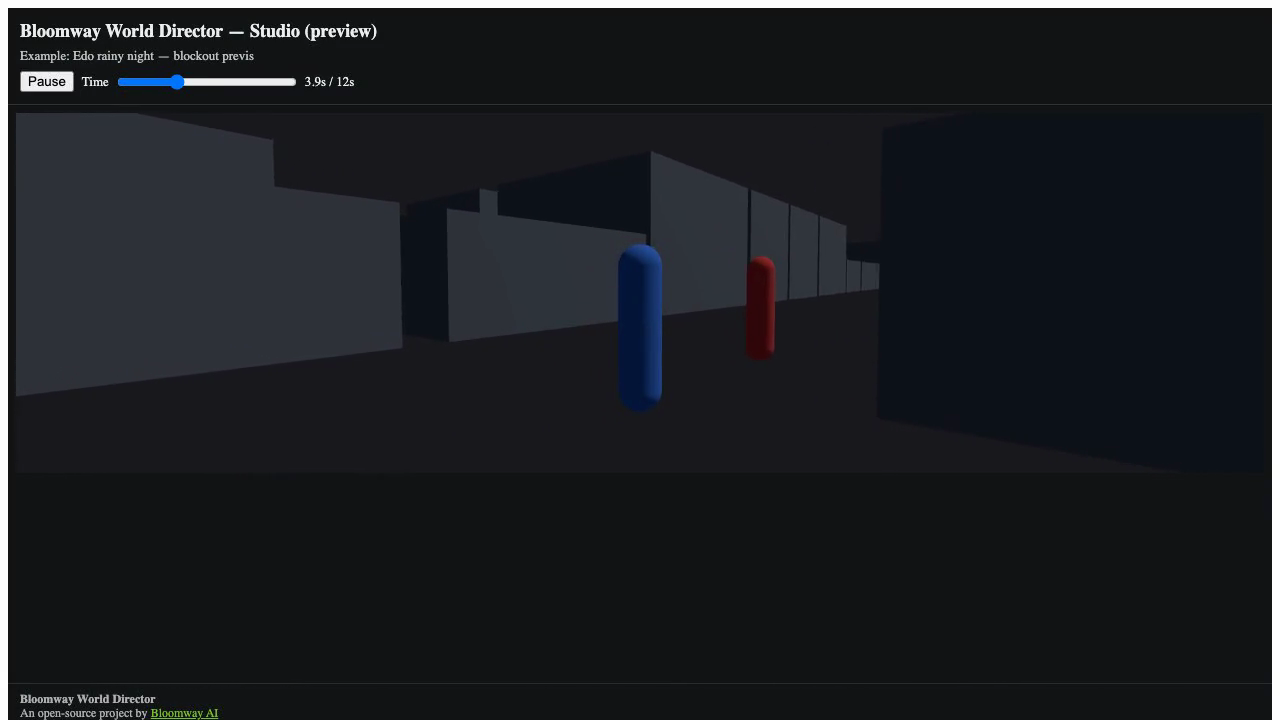 Bloomway World Director — Studio (preview)
Example: Edo rainy night — blockout previs
Pause Time 3.9s / 12s
Bloomway World Director
An open-source project by Bloomway AI